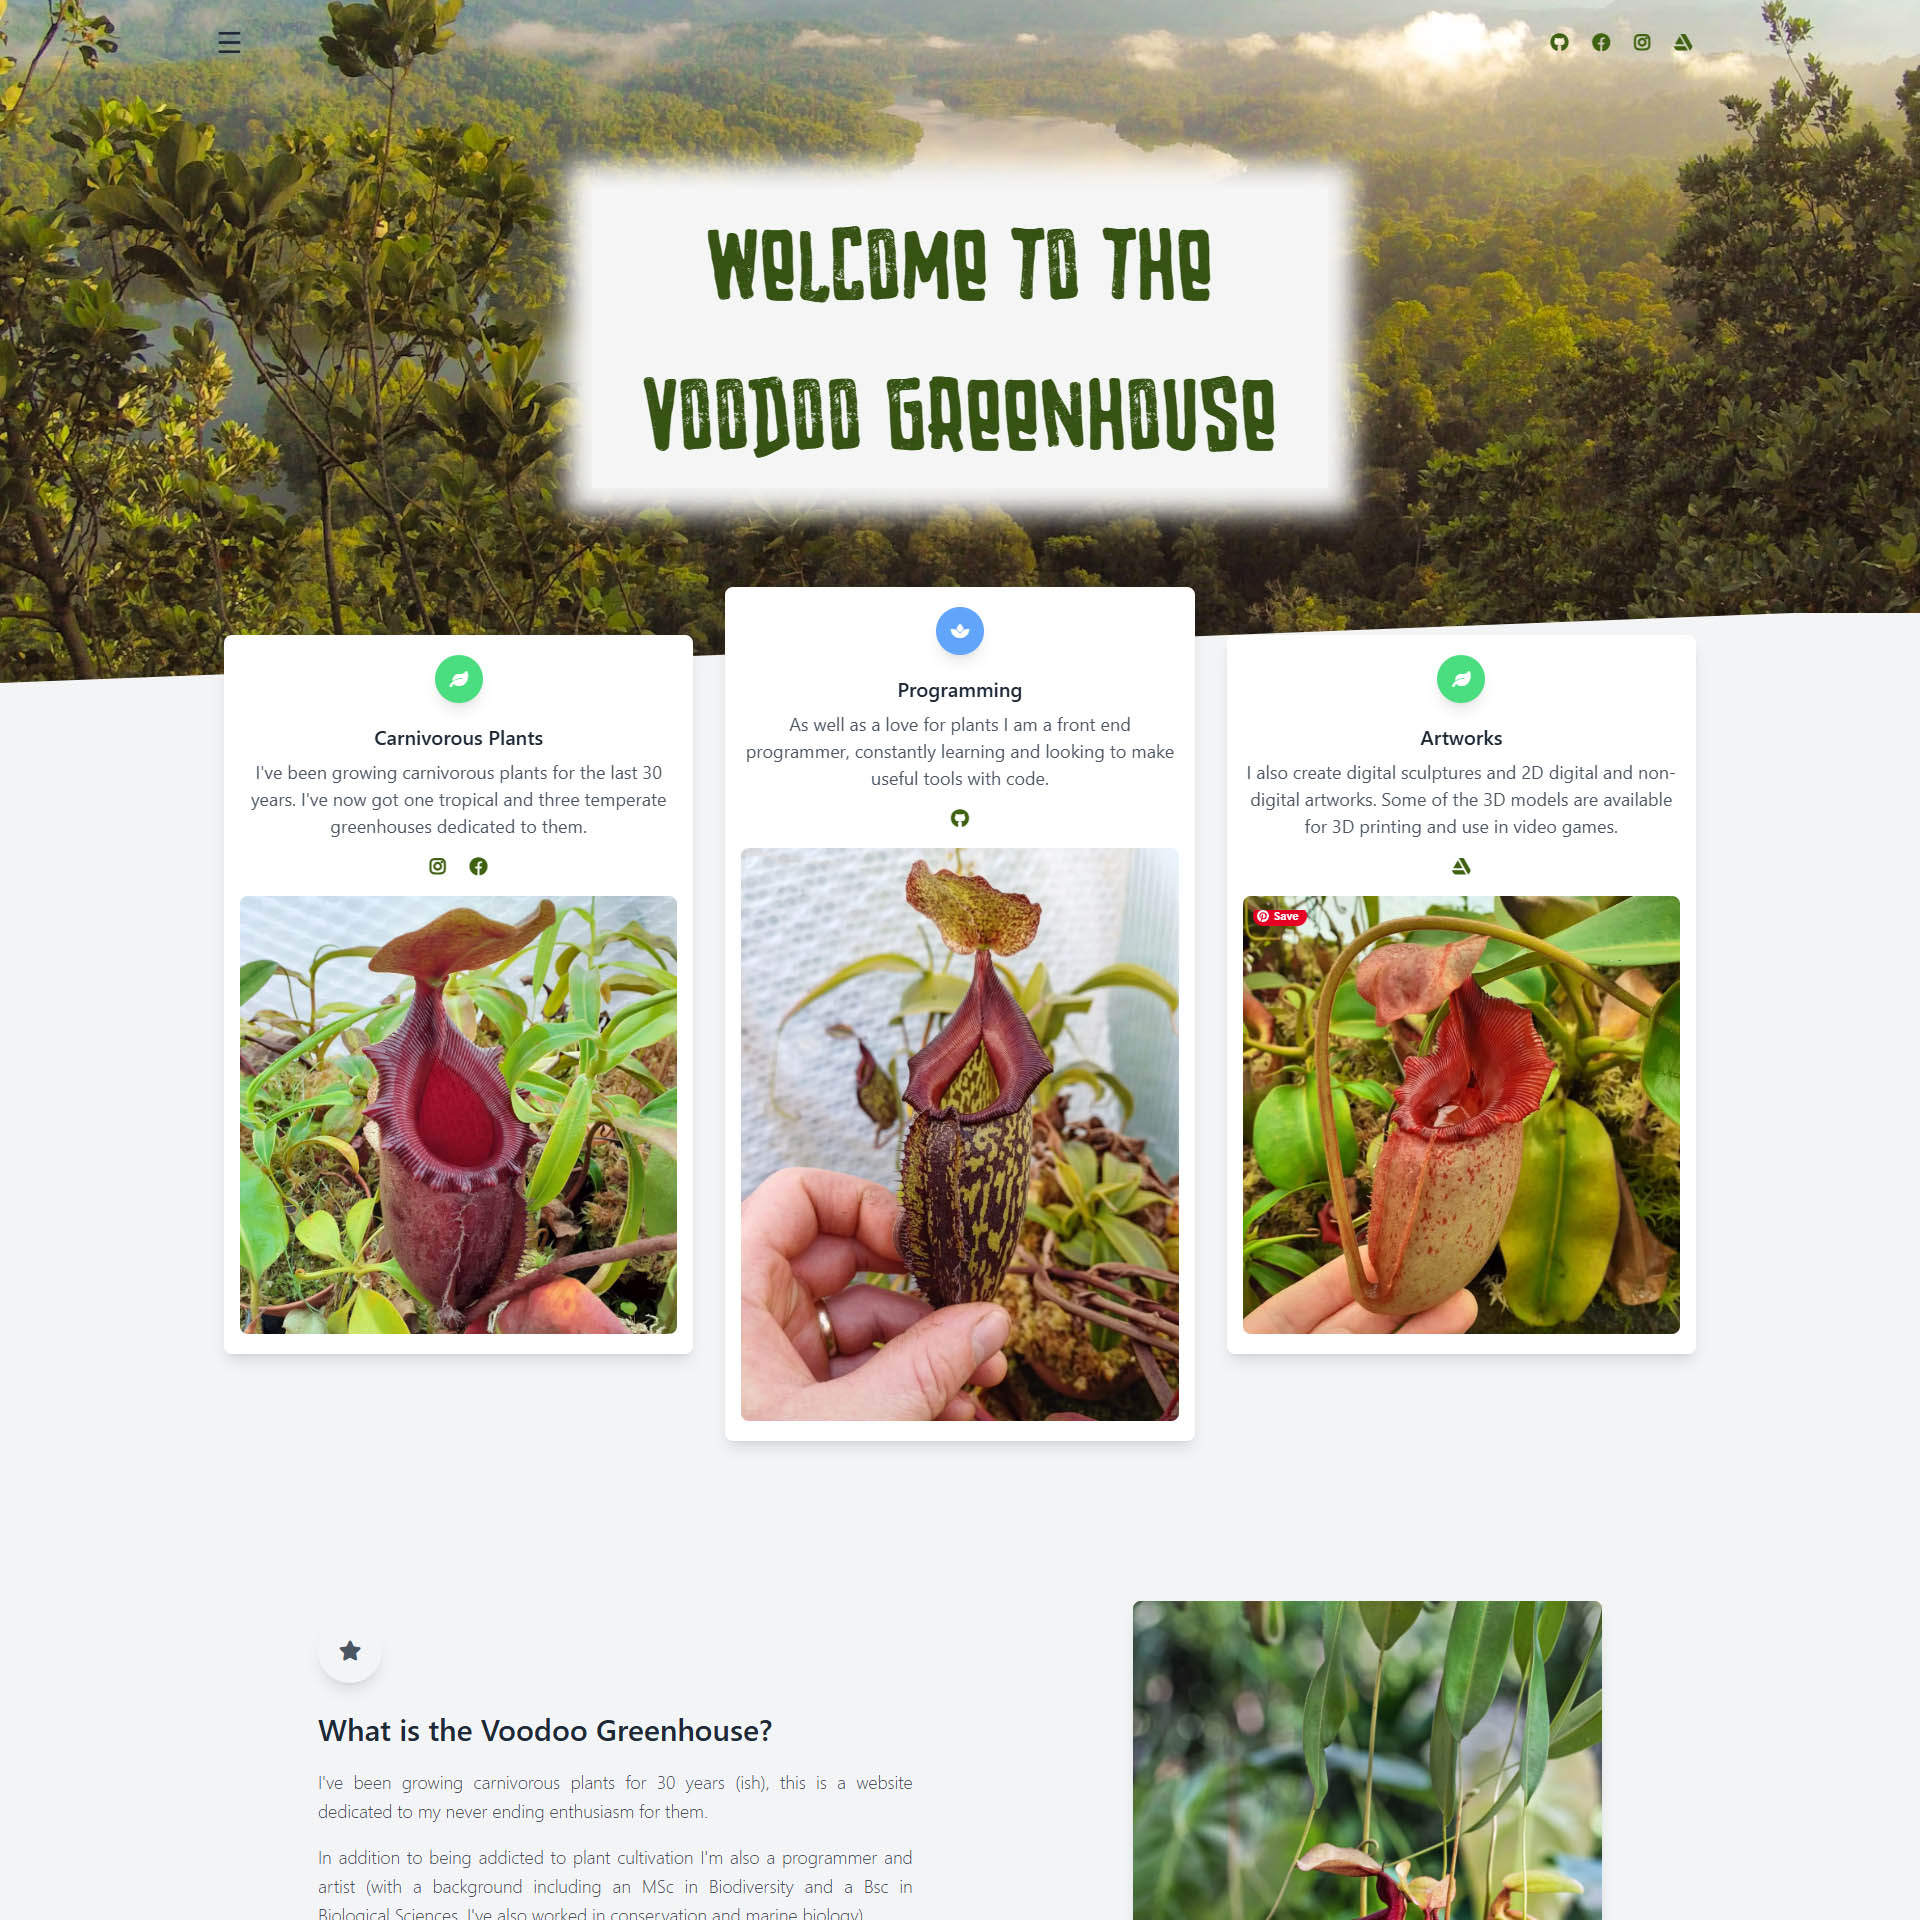 WELCOME TO THE
VOODOO GREENHOUSE
Carnivorous Plants
I've been growing carnivorous plants for the last 30
years. I've now got one tropical and three temperate
greenhouses dedicated to them.
Programming
As well as a love for plants I am a front end
programmer, constantly learning and looking to make
useful tools with code.
Artworks
I also create digital sculptures and 2D digital and non-
digital artworks. Some of the 3D models are available
for 3D printing and use in video games.
Save
What is the Voodoo Greenhouse?
I've been growing carnivorous plants for 30 years (ish), this is a website
dedicated to my never ending enthusiasm for them.
In addition to being addicted to plant cultivation I'm also a programmer and
artist (with a background including an MSc in Biodiversity and a Bsc in
Biological Sciences, I've also worked in conservation and marine biology)